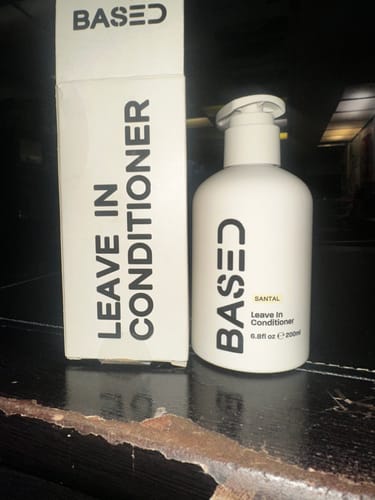 BASED
LEAVE IN
CONDITIONER
BASED
SANTAL
Leave In
Conditioner
6.8fl oz ℮ 200ml